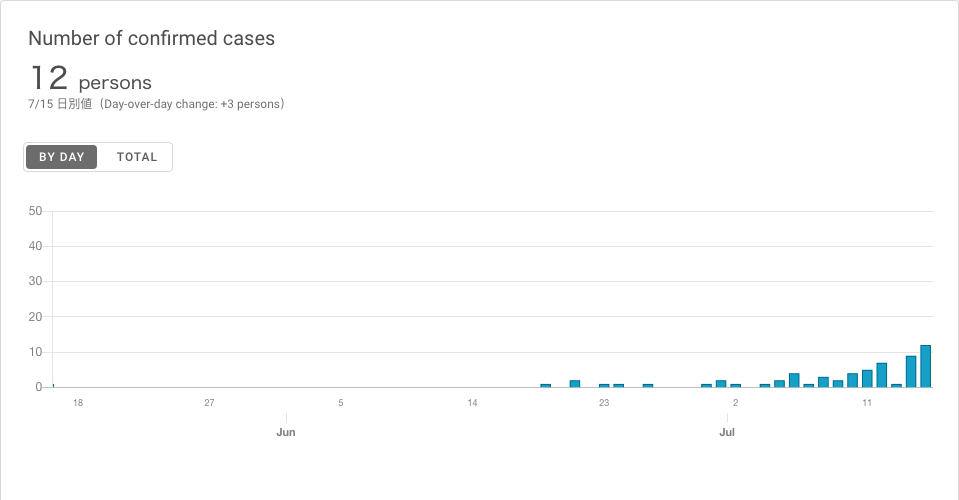 Number of confirmed cases
12 persons
7/15 日別値（Day-over-day change: +3 persons）
BY DAY TOTAL
50
40
30
20
10
0
18 27 5 14 23 2 11
Jun Jul